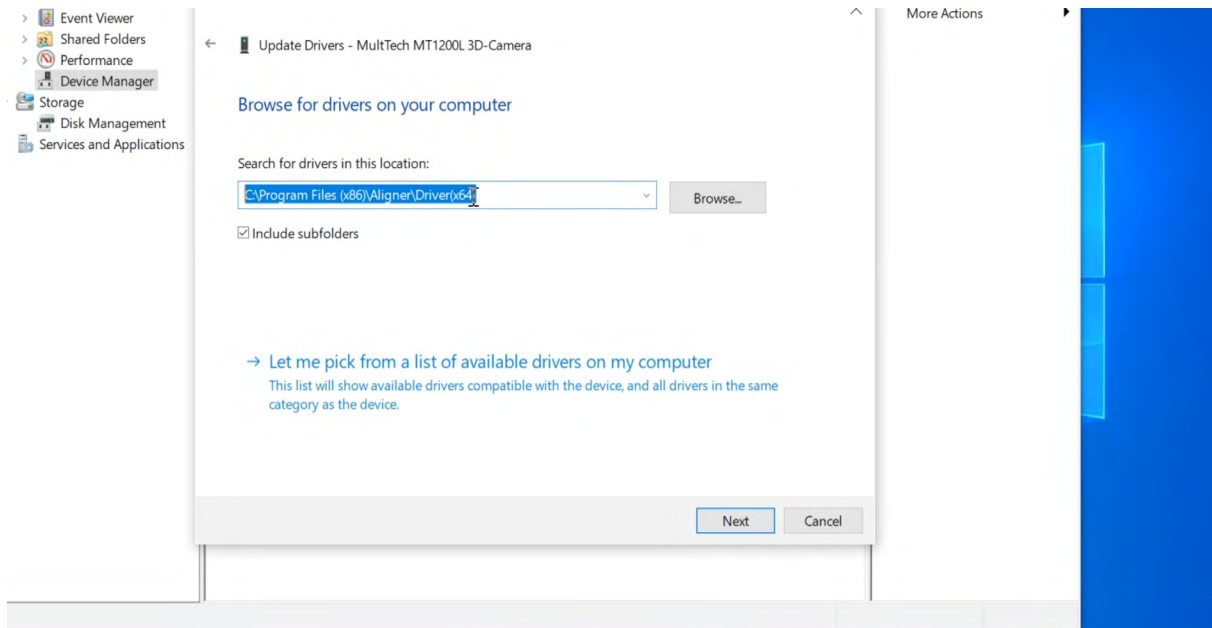 Event Viewer
Shared Folders
Performance
Device Manager
Storage
Disk Management
Services and Applications
Update Drivers - MultTech MT1200L 3D-Camera
Browse for drivers on your computer
Search for drivers in this location:
C:\Program Files (x86)\Aligner\Driver(x64)
Browse...
Include subfolders
Let me pick from a list of available drivers on my computer
This list will show available drivers compatible with the device, and all drivers in the same
category as the device.
Next
Cancel
More Actions